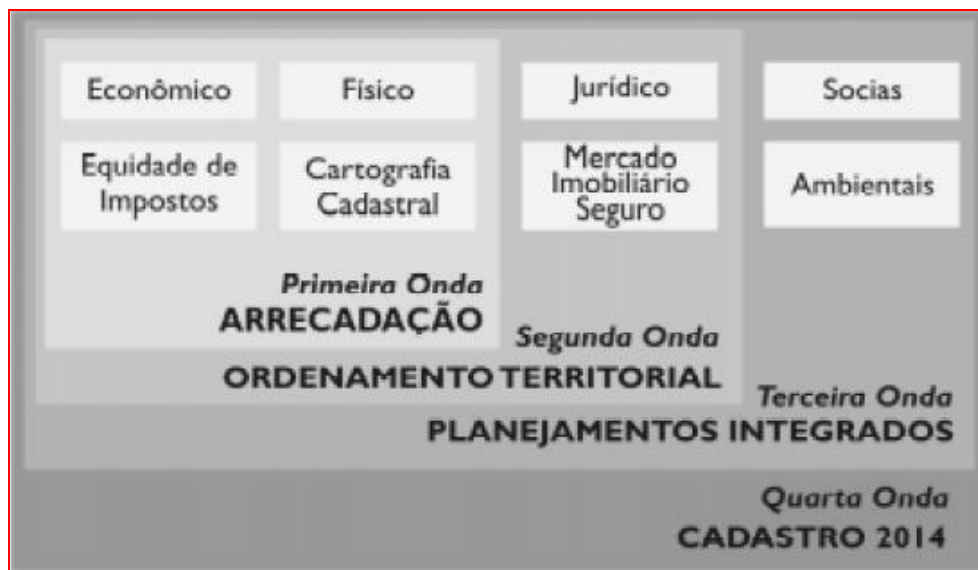 Econômico
Físico
Jurídico
Socias
Equidade de
Impostos
Cartografia
Cadastral
Mercado
Imobiliário
Seguro
Ambientais
Primeira Onda
ARRECADAÇÃO
Segunda Onda
ORDENAMENTO TERRITORIAL
Terceira Onda
PLANEJAMENTOS INTEGRADOS
Quarta Onda
CADASTRO 2014